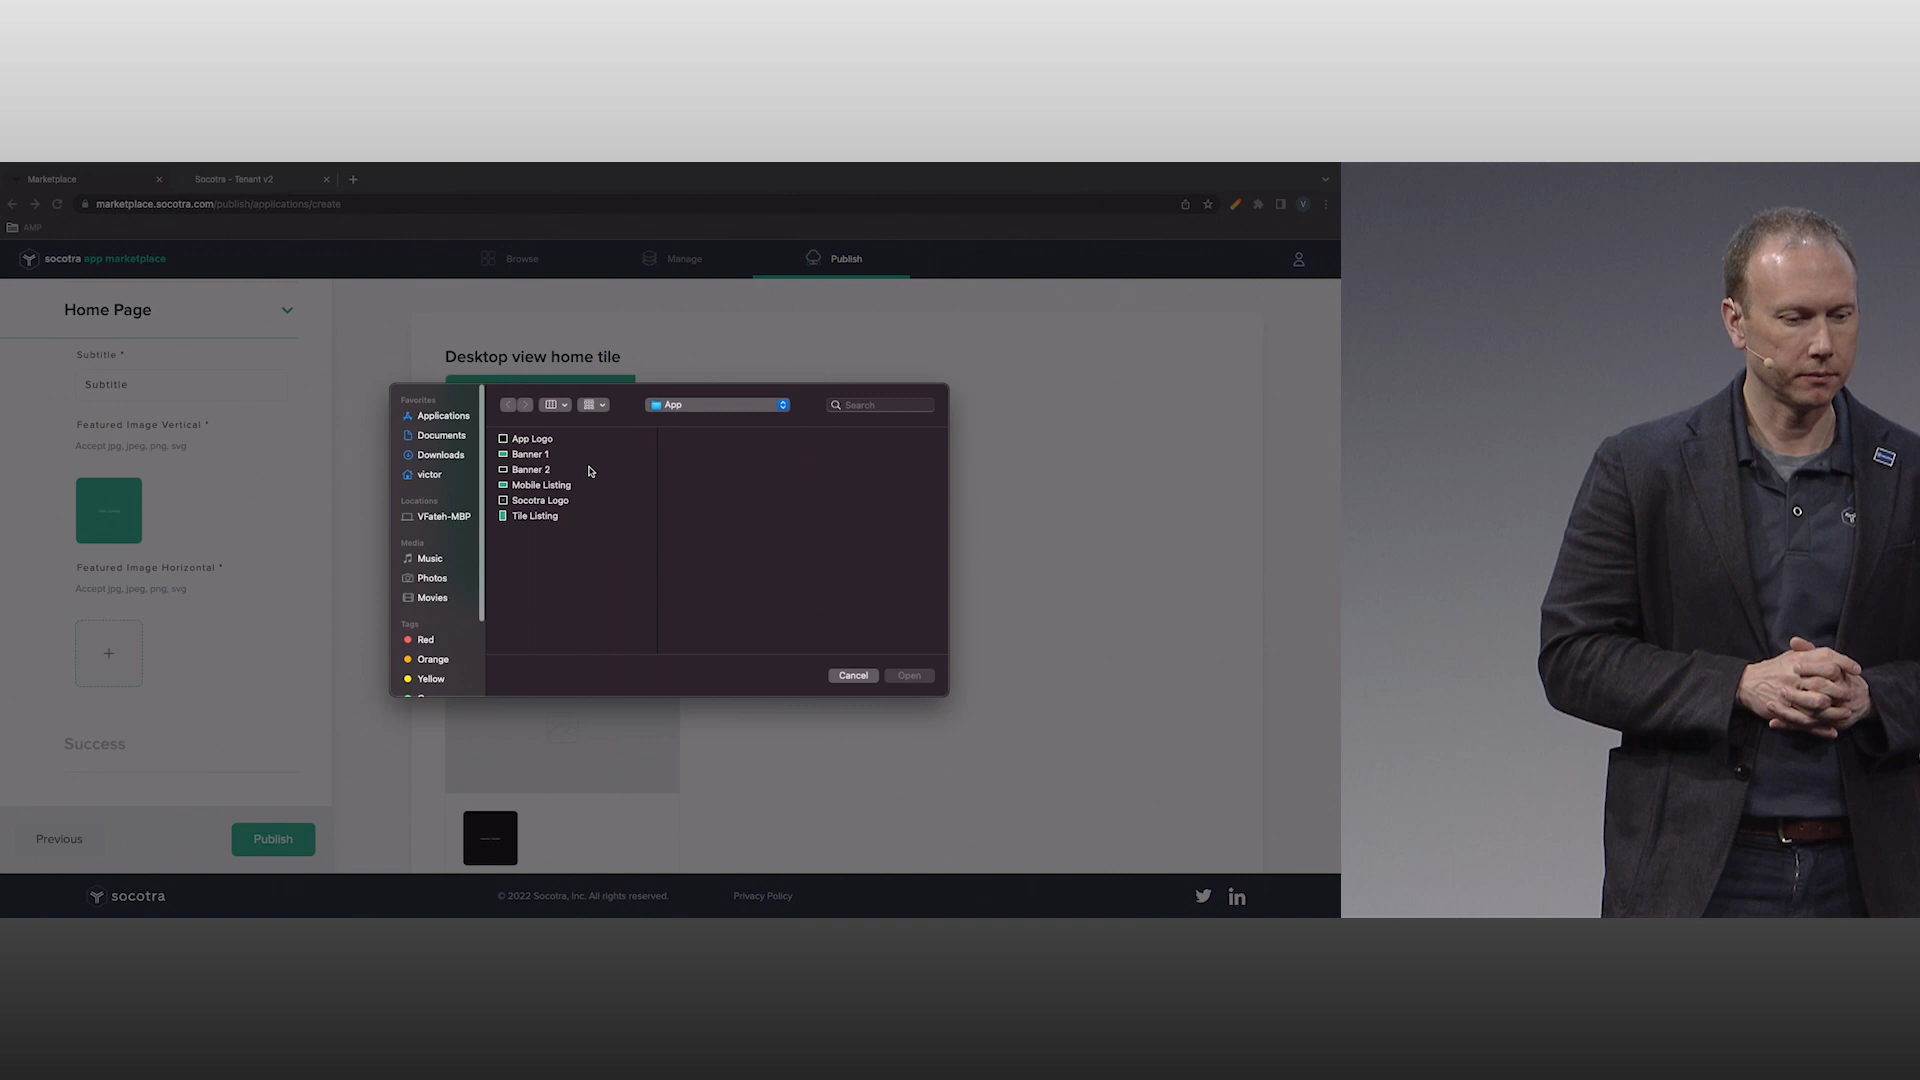 Marketplace
Socotra - Tenant v2
marketplace.socotra.com/publish/applications/create
V
AMP
socotra app marketplace
Browse
Manage
Publish
Home Page
Subtitle *
Subtitle
Featured Image Vertical *
Accept jpg, jpeg, png, svg
Featured Image Horizontal *
Accept jpg, jpeg, png, svg
+
Success
Previous
Publish
Desktop view home tile
Favorites
Applications
Documents
Downloads
victor
Locations
VFateh-MBP
Media
Music
Photos
Movies
Tags
Red
Orange
Yellow
App
Search
App Logo
Banner 1
Banner 2
Mobile Listing
Socotra Logo
Tile Listing
Cancel
Open
socotra
© 2022 Socotra, Inc. All rights reserved.
Privacy Policy
in